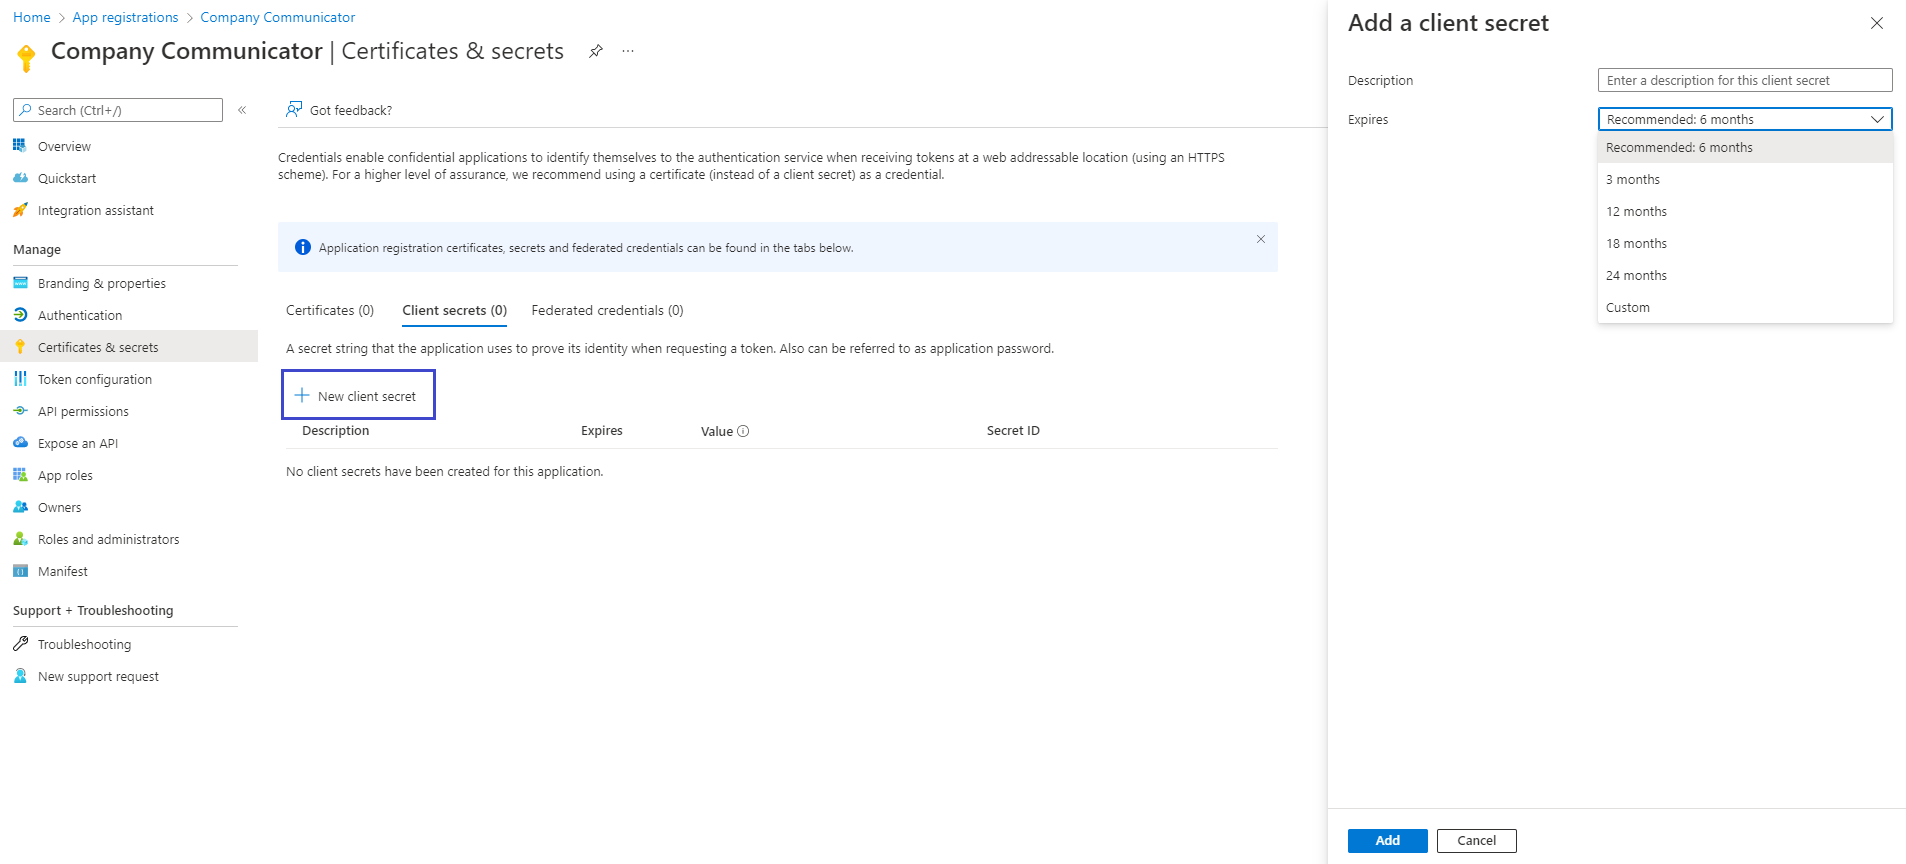 Home > App registrations > Company Communicator
Company Communicator | Certificates & secrets
Search (Ctrl+/)
Overview
Quickstart
Integration assistant
Manage
Branding & properties
Authentication
Certificates & secrets
Token configuration
API permissions
Expose an API
App roles
Owners
Roles and administrators
Manifest
Support + Troubleshooting
Troubleshooting
New support request
Got feedback?
Credentials enable confidential applications to identify themselves to the authentication service when receiving tokens at a web addressable location (using an HTTPS
scheme). For a higher level of assurance, we recommend using a certificate (instead of a client secret) as a credential.
Application registration certificates, secrets and federated credentials can be found in the tabs below.
Certificates (0) Client secrets (0) Federated credentials (0)
A secret string that the application uses to prove its identity when requesting a token. Also can be referred to as application password.
New client secret
Description Expires Value Secret ID
No client secrets have been created for this application.
Add a client secret
Description Enter a description for this client secret
Expires Recommended: 6 months
Recommended: 6 months
3 months
12 months
18 months
24 months
Custom
Add Cancel